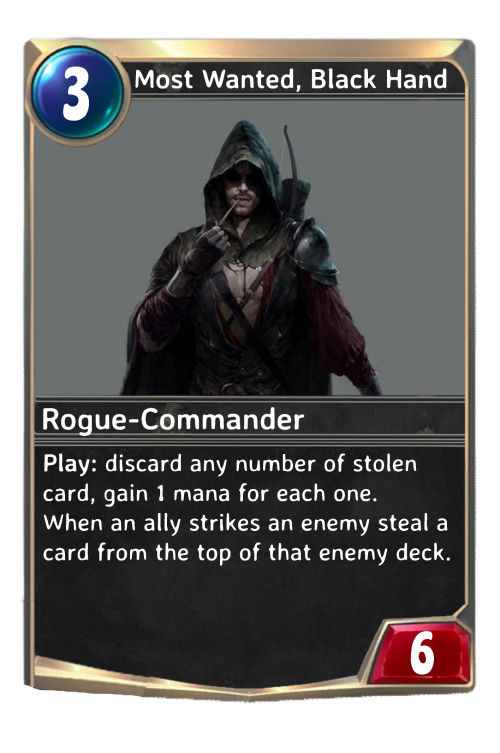 3
Most Wanted, Black Hand
Rogue-Commander
Play: discard any number of stolen
card, gain 1 mana for each one.
When an ally strikes an enemy steal a
card from the top of that enemy deck.
6